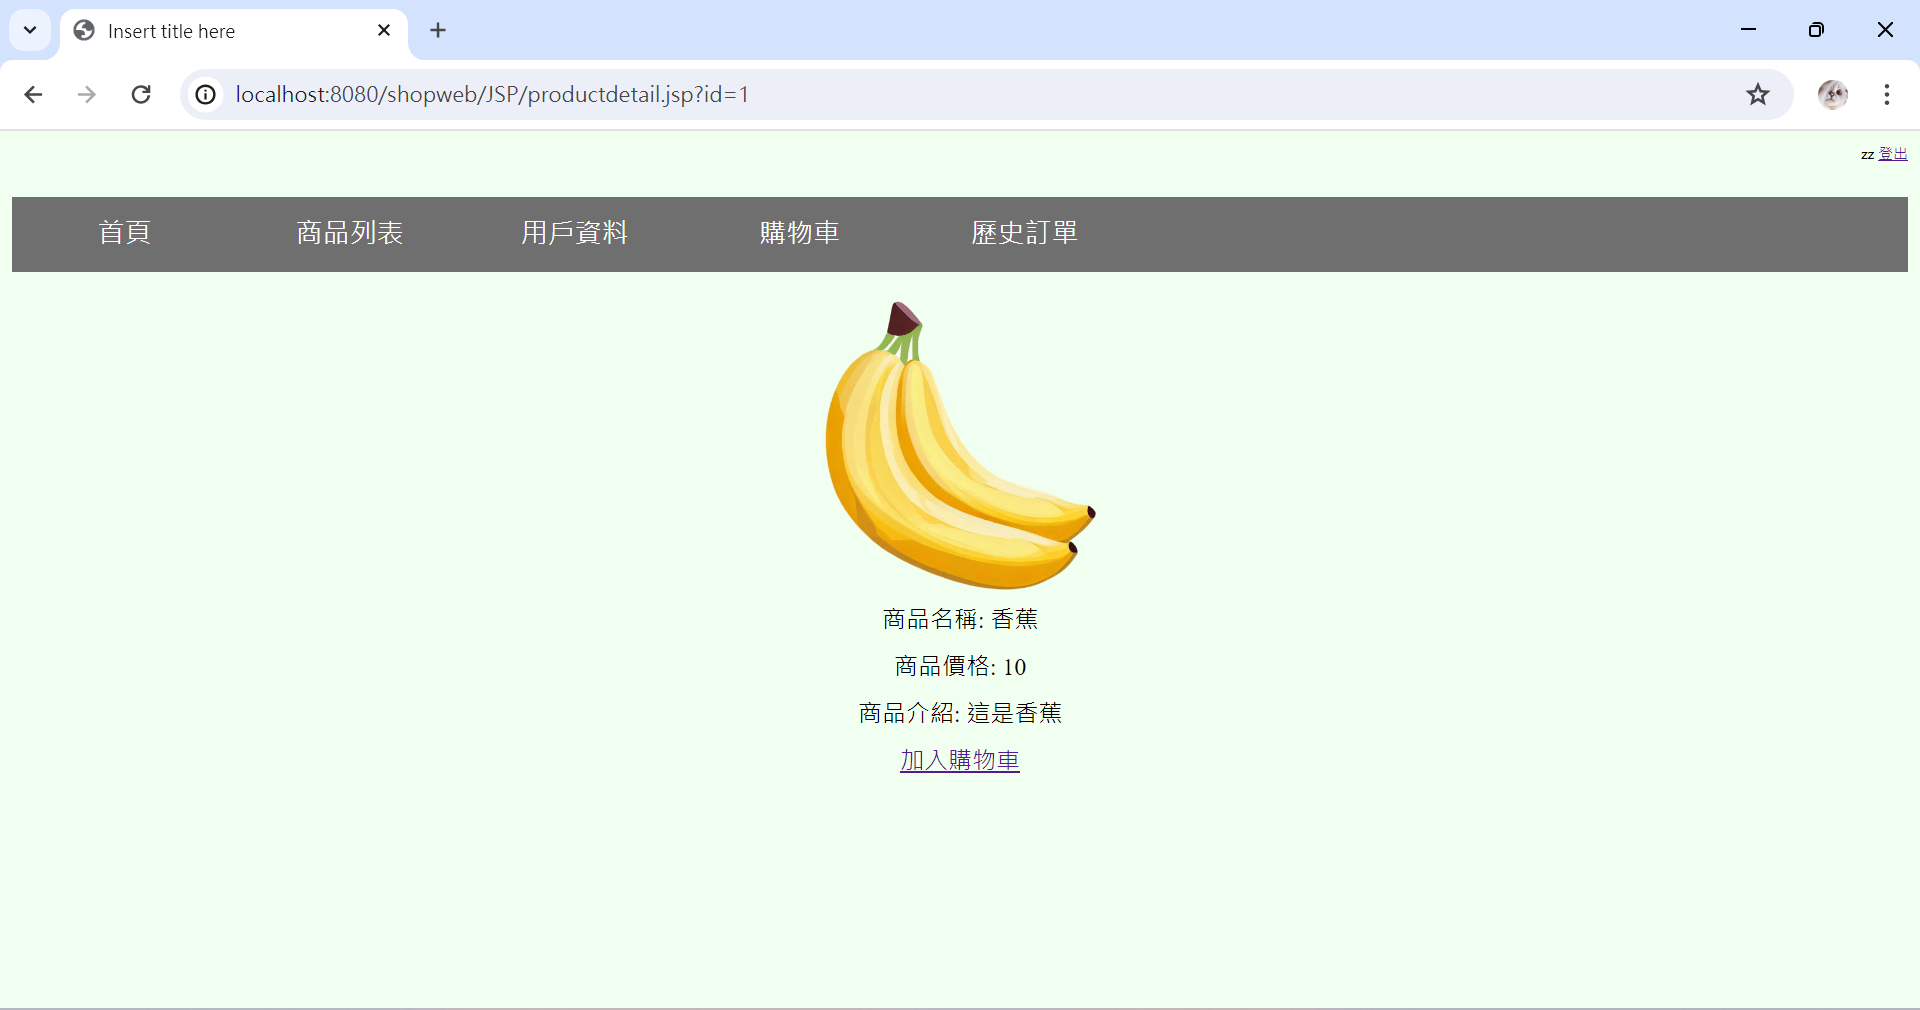 Insert title here
localhost:8080/shopweb/JSP/productdetail.jsp?id=1
zz 登出
首頁 商品列表 用戶資料 購物車 歷史訂單
商品名稱: 香蕉
商品價格: 10
商品介紹: 這是香蕉
加入購物車